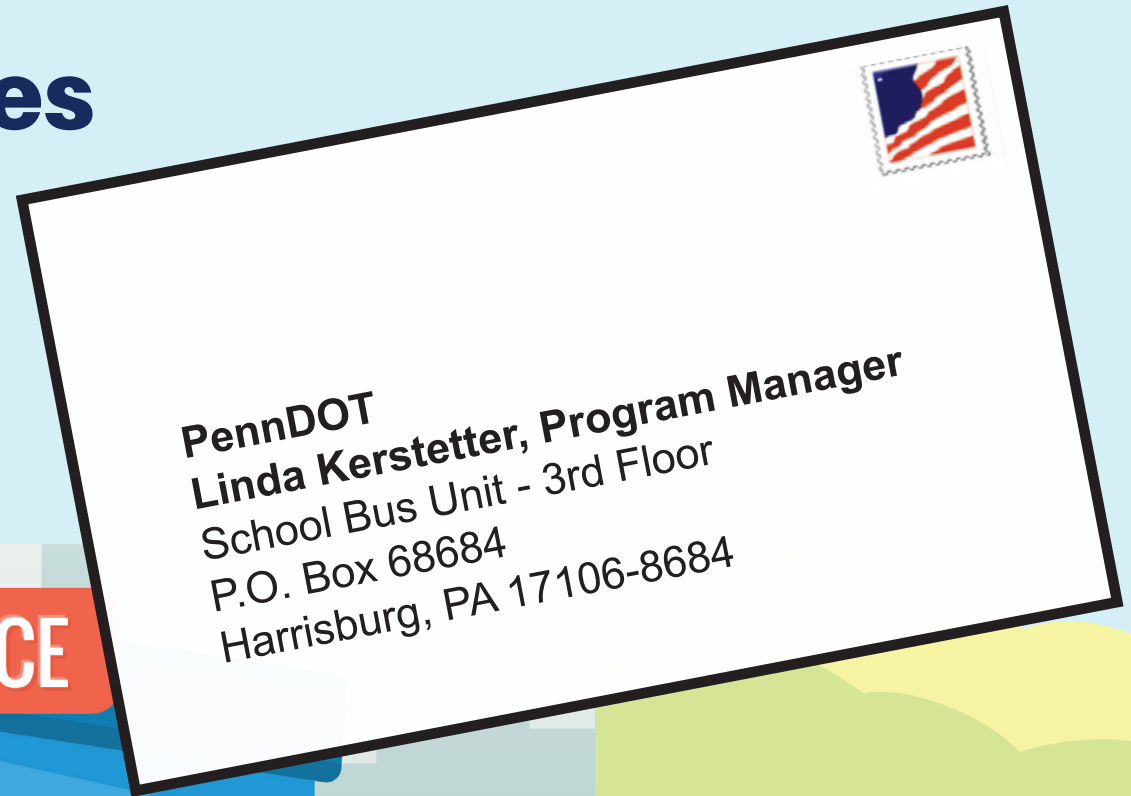 es
PennDOT
Linda Kerstetter, Program Manager
School Bus Unit - 3rd Floor
P.O. Box 68684
Harrisburg, PA 17106-8684
CE